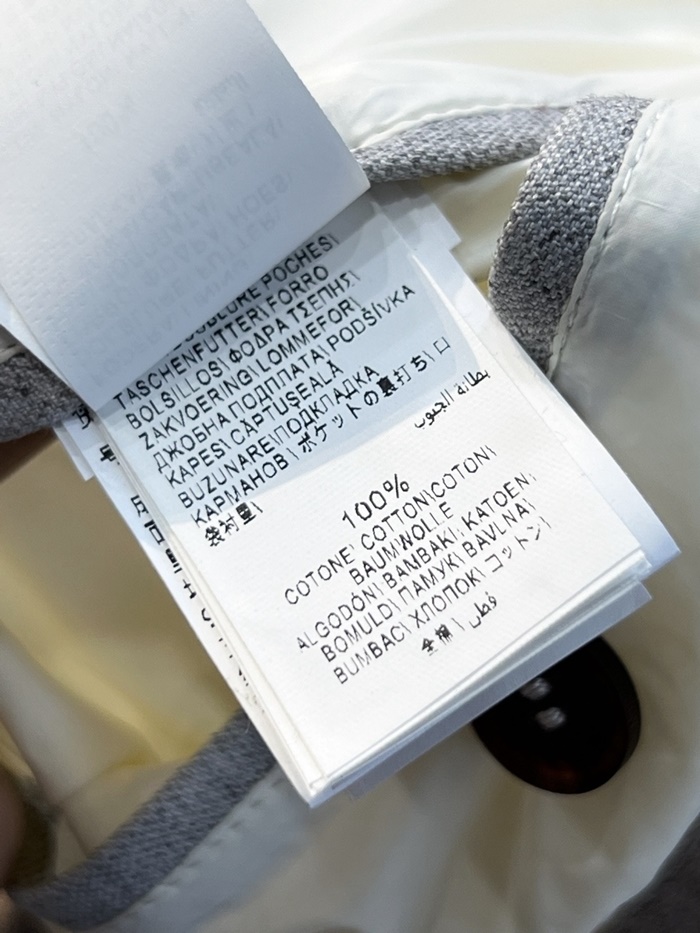 DOUBLURE POCHES\
TASCHENFUTTER\ FORRO
BOLSILLOS\ ΦΟΔΡΑ ΤΣΕΠΗΣ\
ZAKVOERING\ LOMMEFOR\
ДЖОБНА ПОДПЛАТА\ PODŠÍVKA
KAPES\ CĂPTUȘEALĂ
BUZUNARE\ ПОДКЛАДКА
КАРМАНОВ\ ポケットの裏打ち\ 口
袋衬里\
بطانة الجيوب
100%
COTONE\ COTTON\COTON\
BAUMWOLLE
ALGODÓN\ BAMBAKI\ KATOEN\
BOMULD\ ПАМУК\ BAVLNA\
BUMBAC\ ХЛОПОК\ コットン\
全棉\ قطن